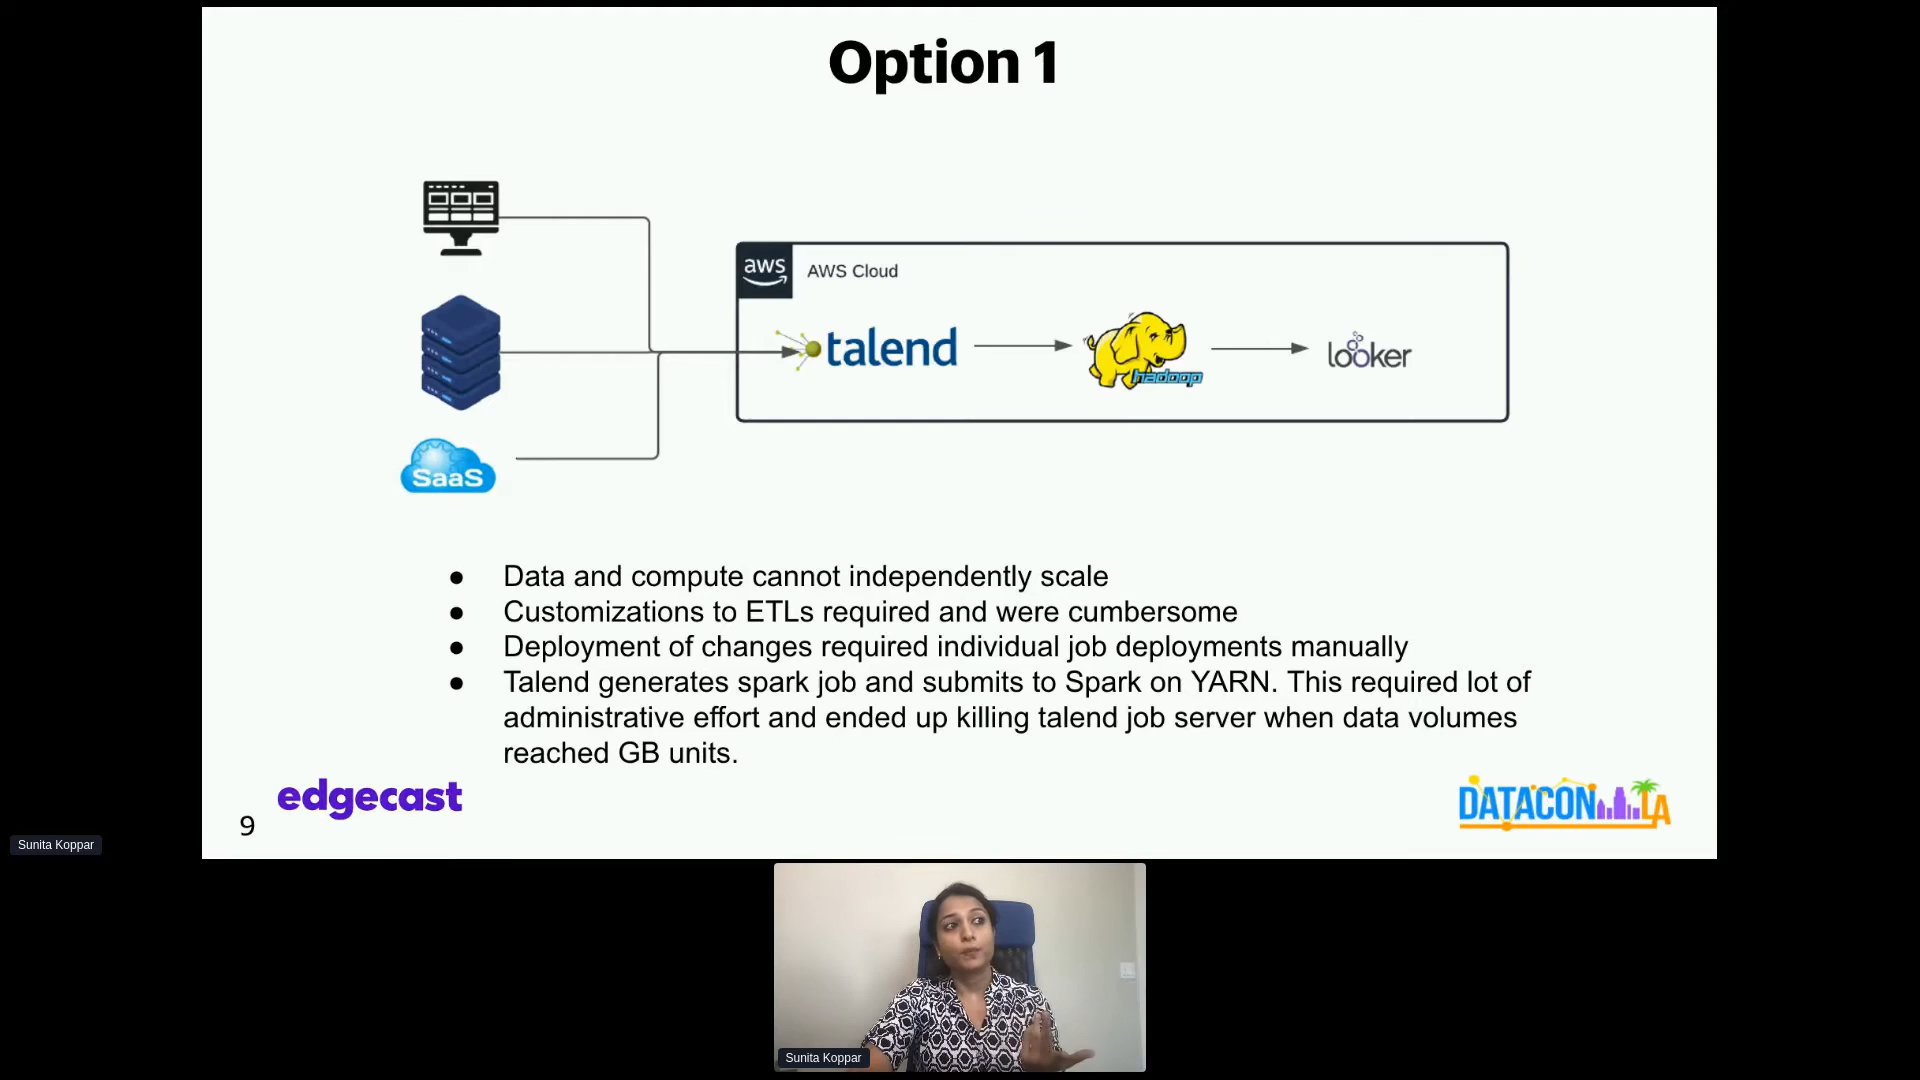 Option 1
aws
AWS Cloud
talend
hadoop
looker
SaaS
● Data and compute cannot independently scale
● Customizations to ETLs required and were cumbersome
● Deployment of changes required individual job deployments manually
● Talend generates spark job and submits to Spark on YARN. This required lot of
administrative effort and ended up killing talend job server when data volumes
reached GB units.
edgecast
DATACON LA
9
Sunita Koppar
Sunita Koppar